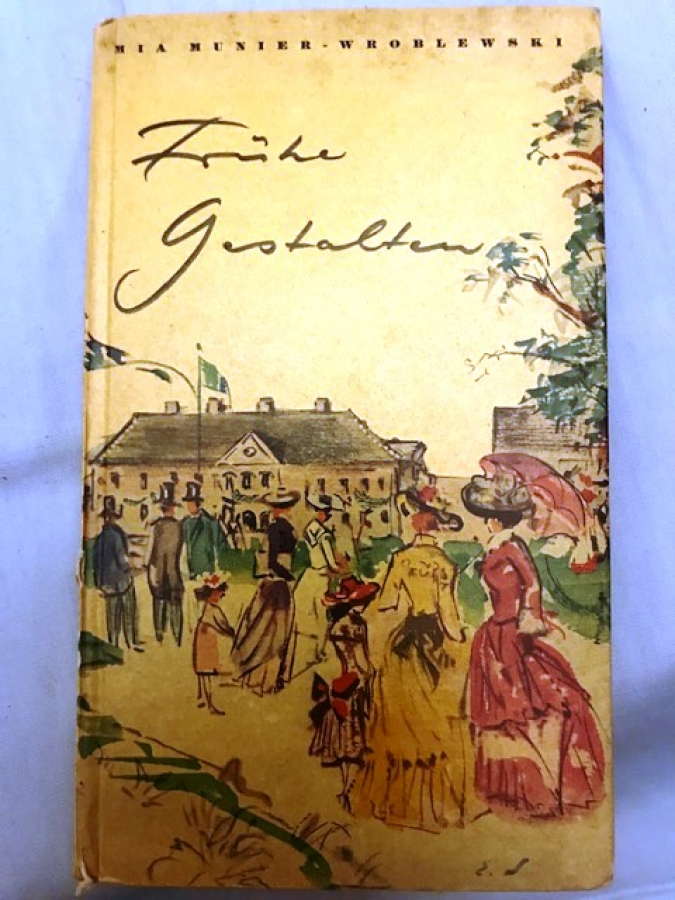 MIA MUNIER-WROBLEWSKI
Frühe
Gestalten
E. S